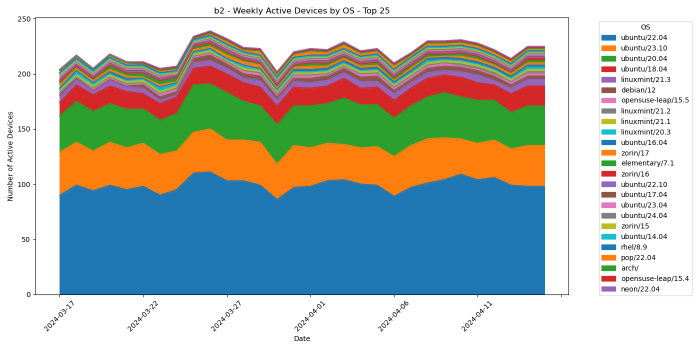 b2 - Weekly Active Devices by OS - Top 25
Number of Active Devices
250
200
150
100
50
0
2024-03-17
2024-03-22
2024-03-27
2024-04-01
2024-04-06
2024-04-11
Date
OS
ubuntu/22.04
ubuntu/23.10
ubuntu/20.04
ubuntu/18.04
linuxmint/21.3
debian/12
opensuse-leap/15.5
linuxmint/21.2
linuxmint/21.1
linuxmint/20.3
ubuntu/16.04
zorin/17
elementary/7.1
zorin/16
ubuntu/22.10
ubuntu/17.04
ubuntu/23.04
ubuntu/24.04
zorin/15
ubuntu/14.04
rhel/8.9
pop/22.04
arch/
opensuse-leap/15.4
neon/22.04